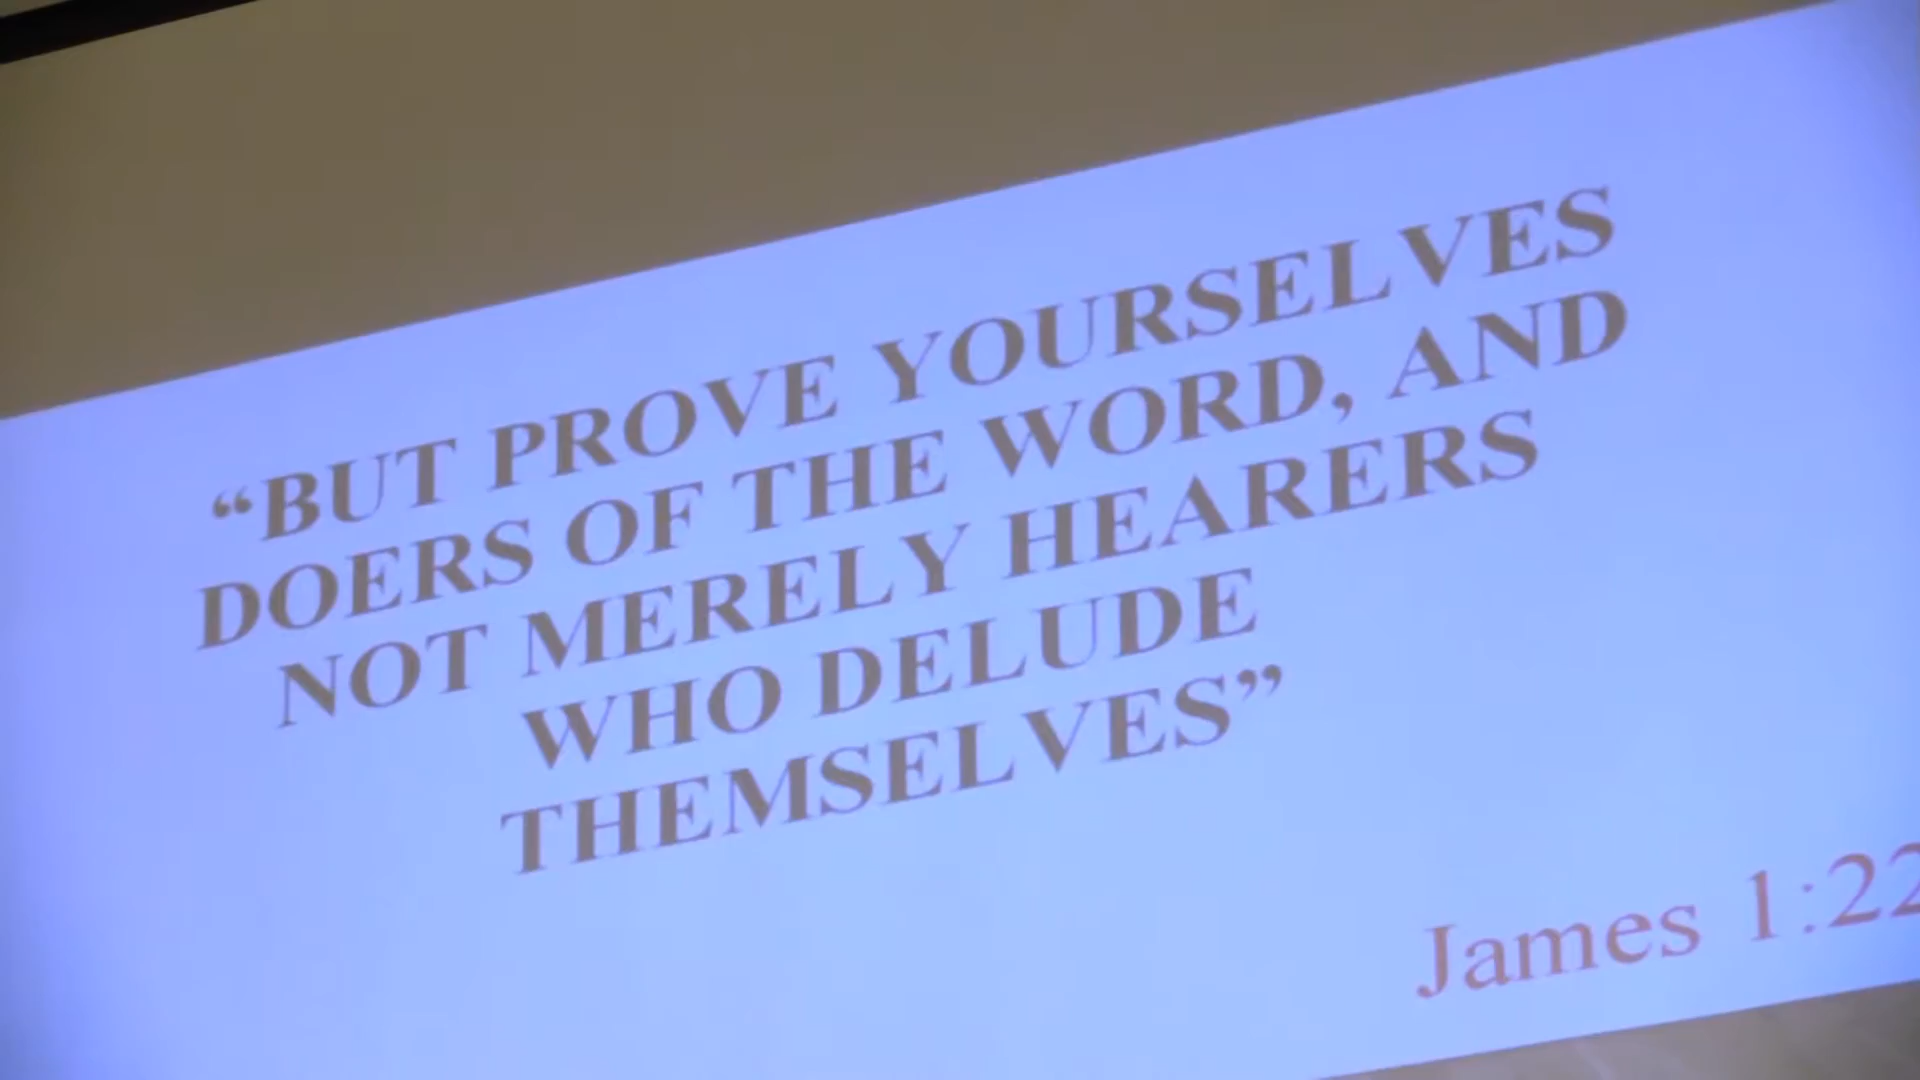 “BUT PROVE YOURSELVES
DOERS OF THE WORD, AND
NOT MERELY HEARERS
WHO DELUDE
THEMSELVES”
James 1:22